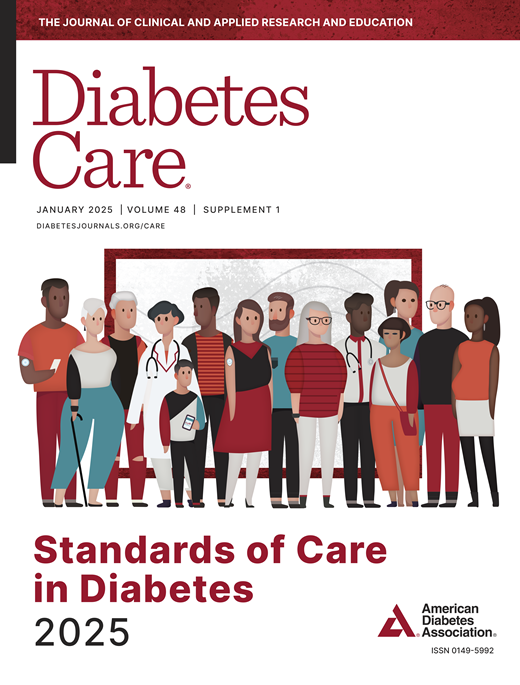 THE JOURNAL OF CLINICAL AND APPLIED RESEARCH AND EDUCATION
Diabetes
Care®
JANUARY 2025 | VOLUME 48 | SUPPLEMENT 1
DIABETESJOURNALS.ORG/CARE
Standards of Care
in Diabetes
2025
American
Diabetes
Association®
ISSN 0149-5992